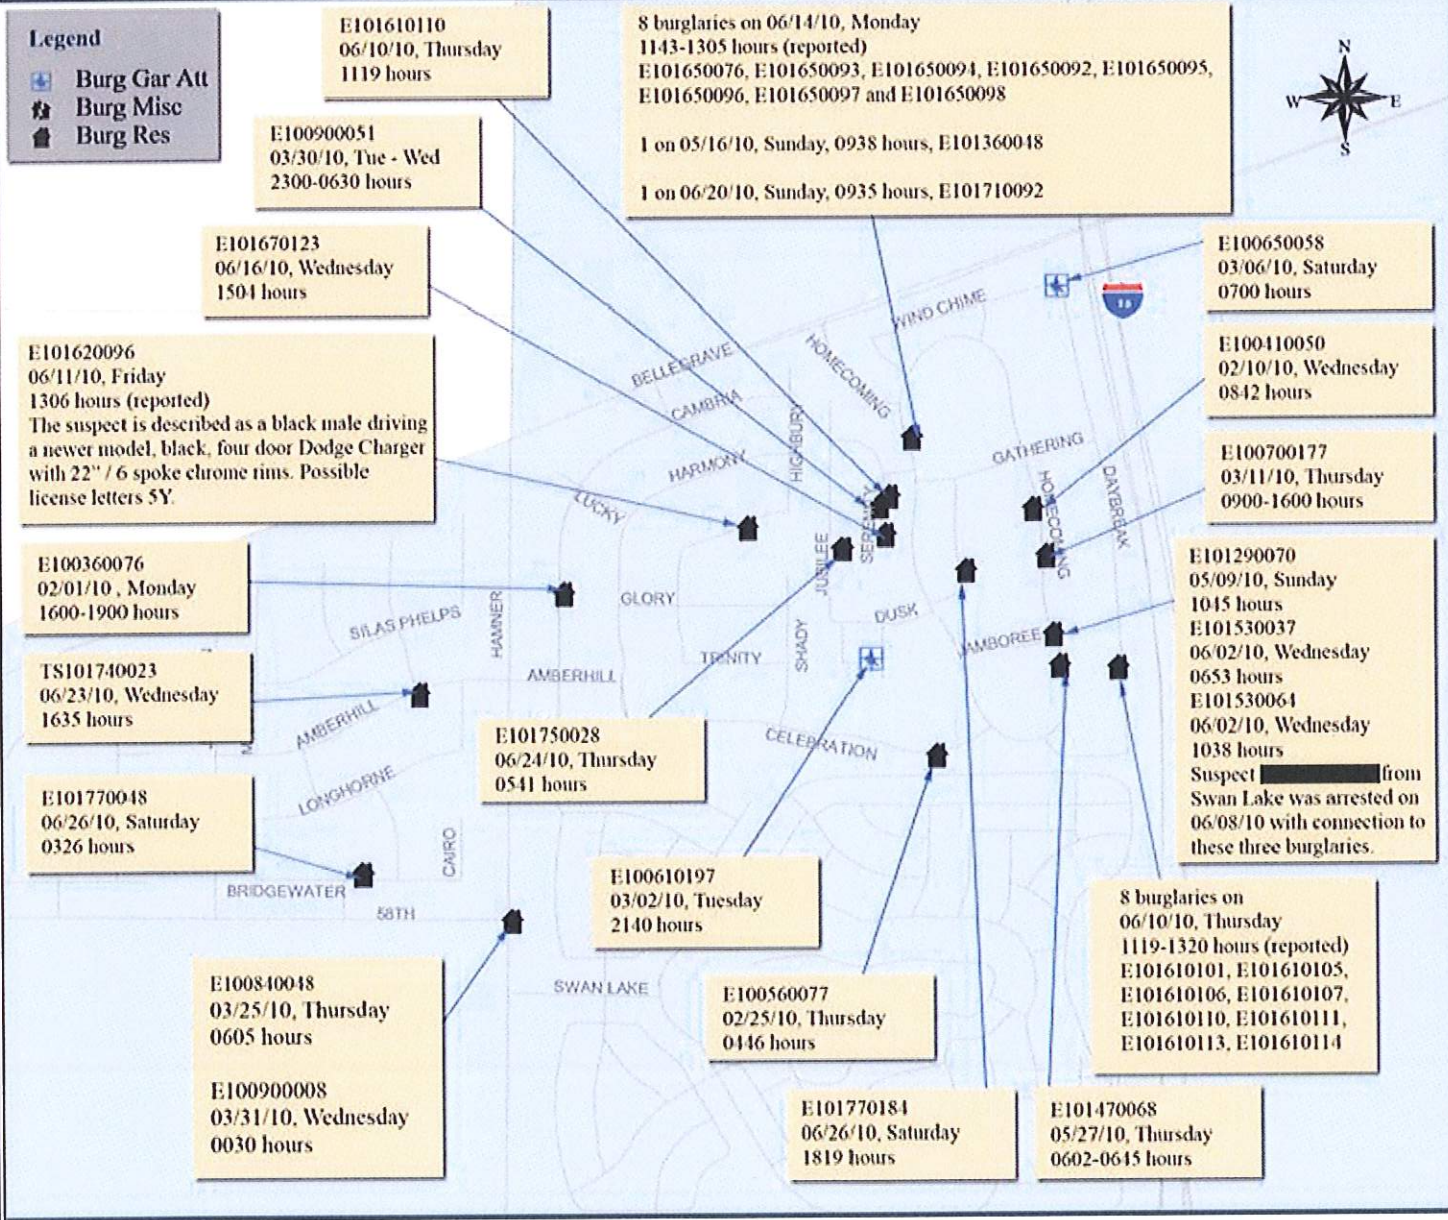 Legend
Burg Gar Att
Burg Misc
Burg Res
E101610110
06/10/10, Thursday
1119 hours
8 burglaries on 06/14/10, Monday
1143-1305 hours (reported)
E101650076, E101650093, E101650094, E101650092, E101650095,
E101650096, E101650097 and E101650098
1 on 05/16/10, Sunday, 0938 hours, E101360048
1 on 06/20/10, Sunday, 0935 hours, E101710092
N
W
E
S
E100900051
03/30/10, Tue - Wed
2300-0630 hours
E101670123
06/16/10, Wednesday
1504 hours
E100650058
03/06/10, Saturday
0700 hours
E101620096
06/11/10, Friday
1306 hours (reported)
The suspect is described as a black male driving
a newer model, black, four door Dodge Charger
with 22" / 6 spoke chrome rims. Possible
license letters 5Y.
E100410050
02/10/10, Wednesday
0842 hours
E100700177
03/11/10, Thursday
0900-1600 hours
E100360076
02/01/10 , Monday
1600-1900 hours
E101290070
05/09/10, Sunday
1045 hours
E101530037
06/02/10, Wednesday
0653 hours
E101530064
06/02/10, Wednesday
1038 hours
Suspect from
Swan Lake was arrested on
06/08/10 with connection to
these three burglaries.
TS101740023
06/23/10, Wednesday
1635 hours
E101750028
06/24/10, Thursday
0541 hours
E101770048
06/26/10, Saturday
0326 hours
E100610197
03/02/10, Tuesday
2140 hours
8 burglaries on
06/10/10, Thursday
1119-1320 hours (reported)
E101610101, E101610105,
E101610106, E101610107,
E101610110, E101610111,
E101610113, E101610114
E100840048
03/25/10, Thursday
0605 hours
E100900008
03/31/10, Wednesday
0030 hours
E100560077
02/25/10, Thursday
0446 hours
E101770184
06/26/10, Saturday
1819 hours
E101470068
05/27/10, Thursday
0602-0645 hours
WIND CHIME
15
BELLEGRAVE
HOMECOMING
CAMBRIA
HIGHBURY
HARMONY
GATHERING
LUCKY
HOMECOMING
DAYBREAK
SERENITY
JUBILEE
GLORY
SILAS PHELPS
HAMNER
DUSK
JAMBOREE
SHADY
TRINITY
AMBERHILL
AMBERHILL
CELEBRATION
LONGHORNE
CAIRO
BRIDGEWATER
58TH
SWAN LAKE